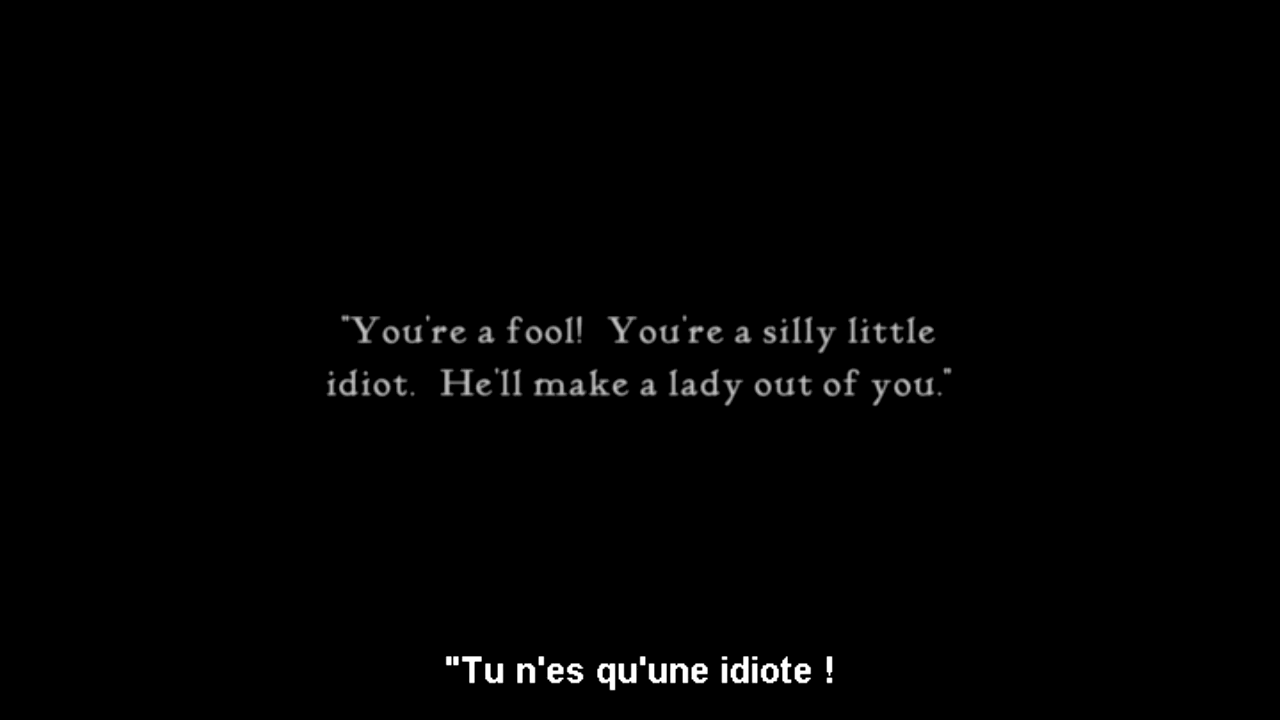 "You're a fool! You're a silly little
idiot. He'll make a lady out of you."
"Tu n'es qu'une idiote !